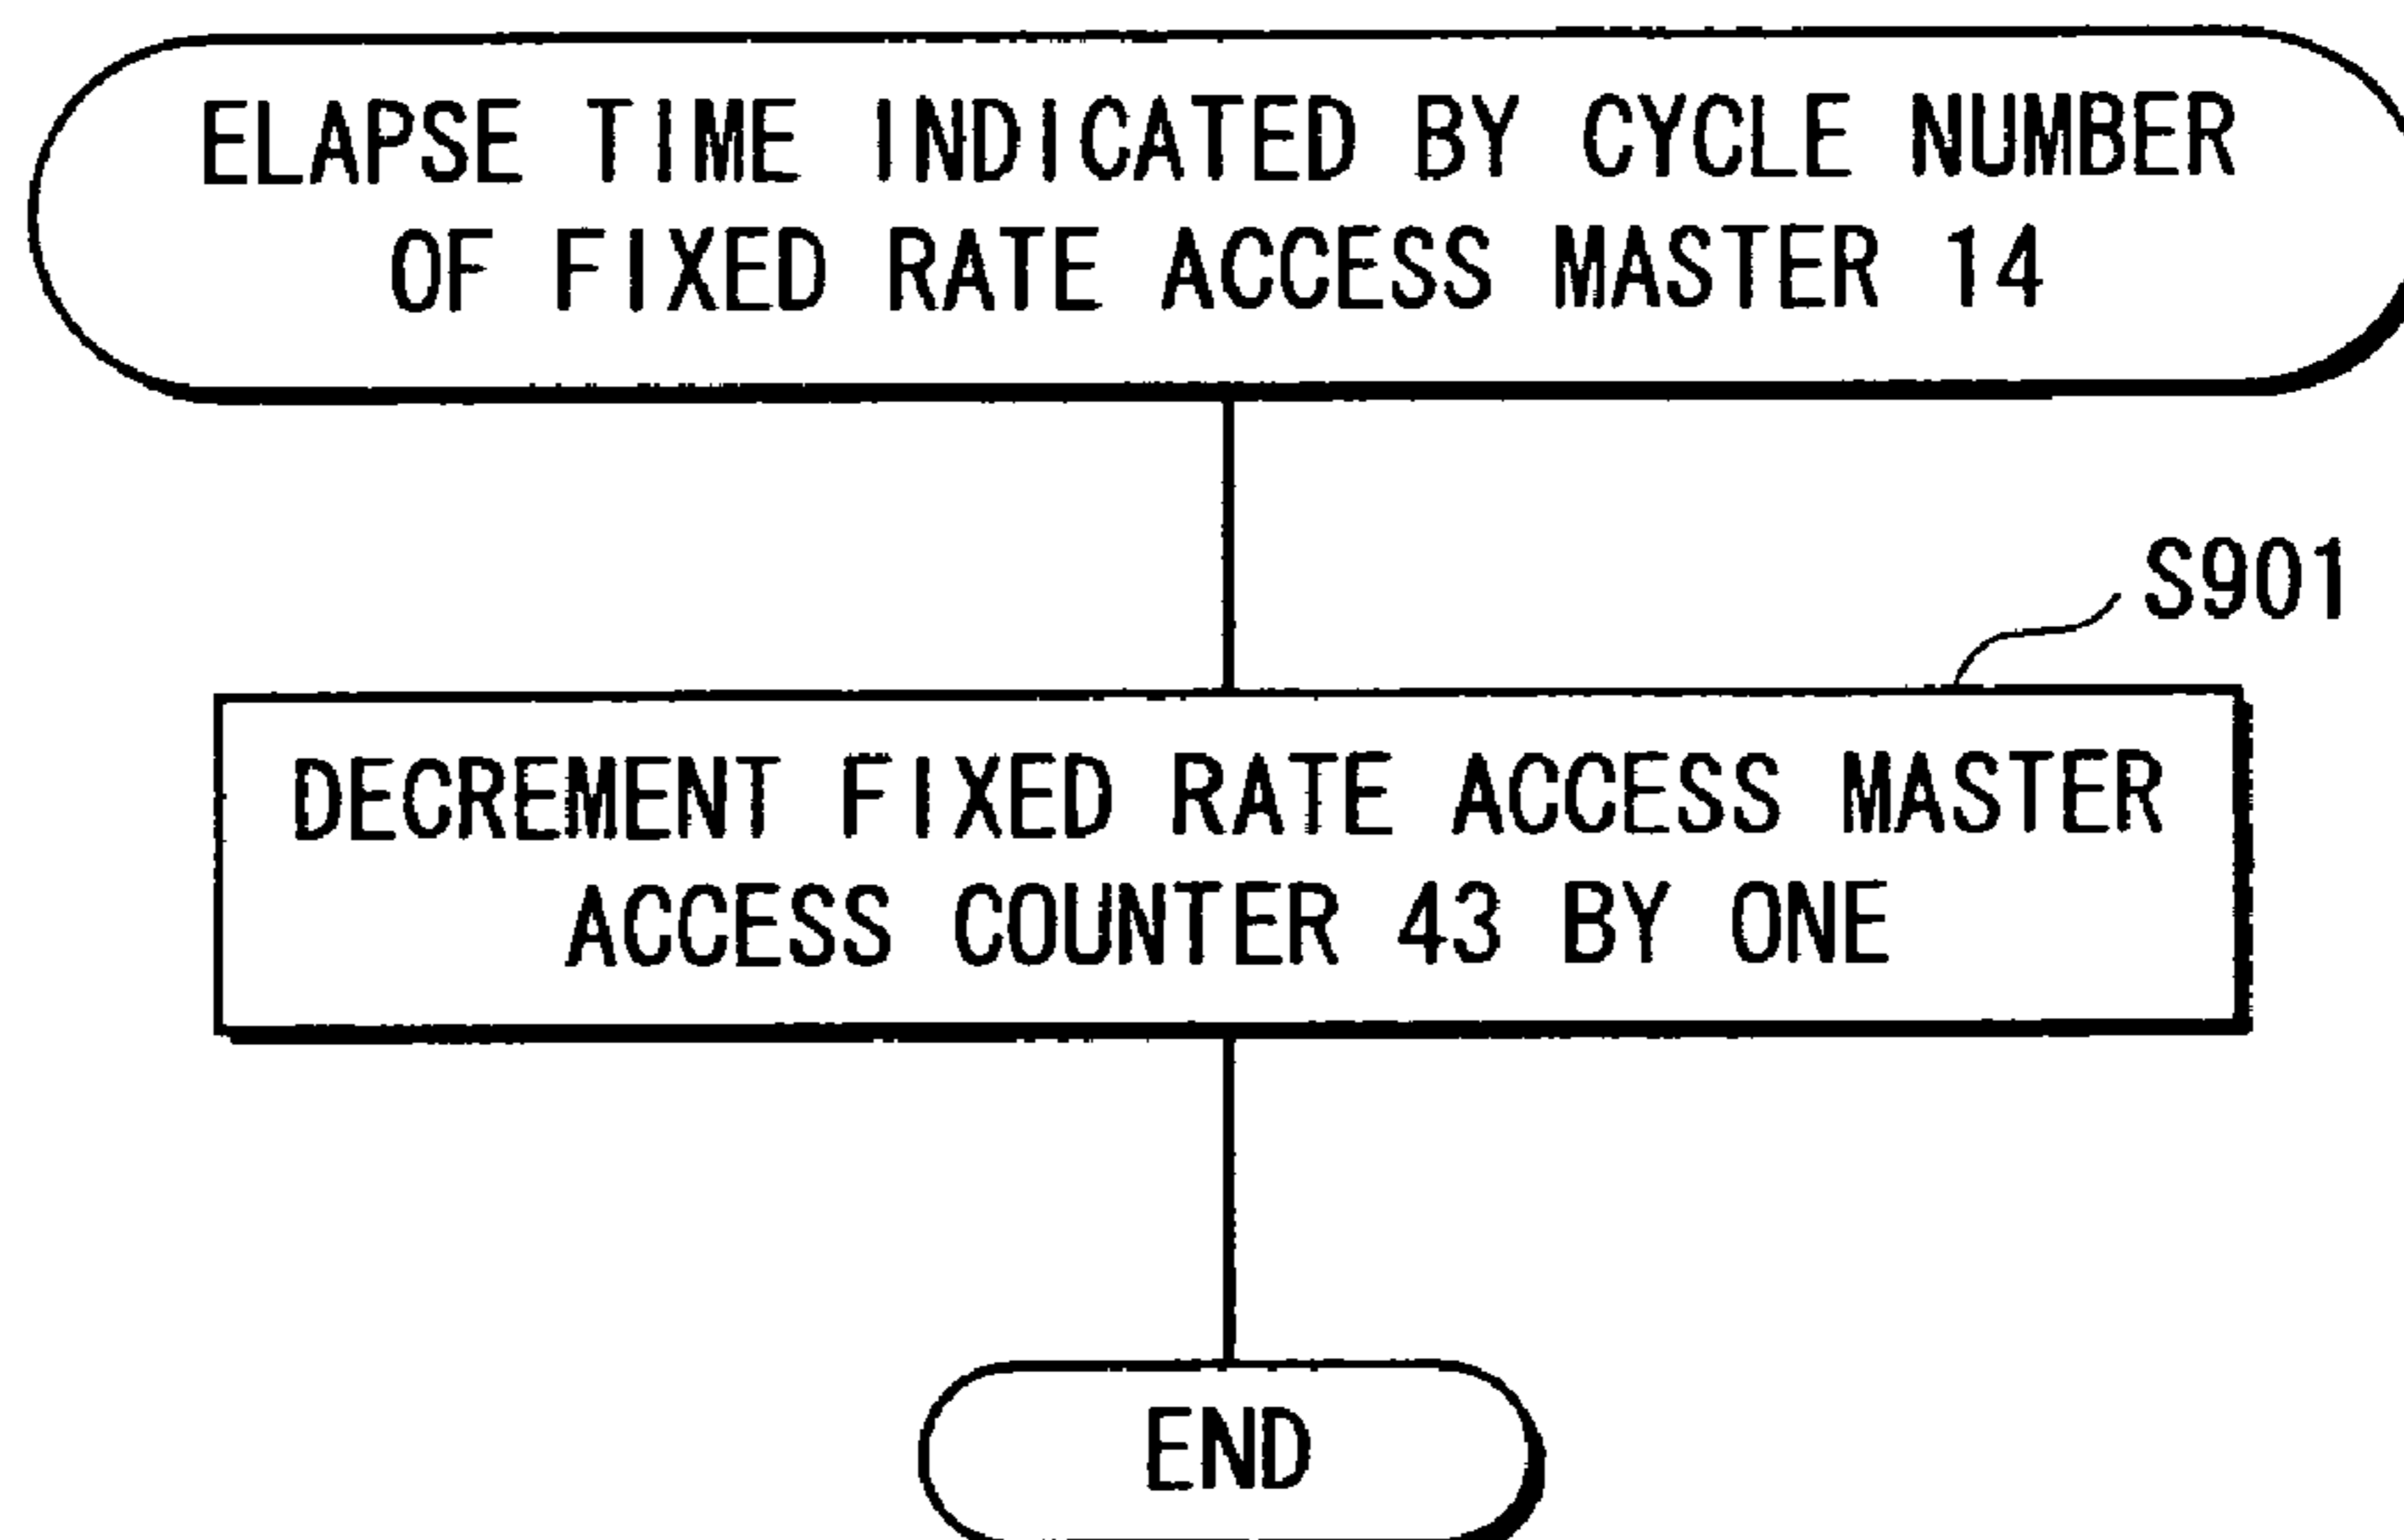 ELAPSE TIME INDICATED BY CYCLE NUMBER
OF FIXED RATE ACCESS MASTER 14
S901
DECREMENT FIXED RATE ACCESS MASTER
ACCESS COUNTER 43 BY ONE
END